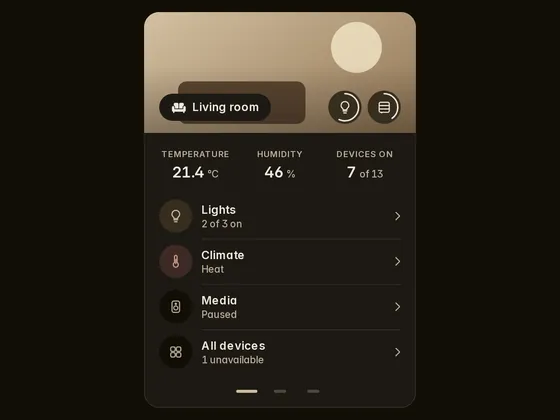 Living room
TEMPERATURE HUMIDITY DEVICES ON
21.4 °C 46 % 7 of 13
Lights
2 of 3 on
Climate
Heat
Media
Paused
All devices
1 unavailable